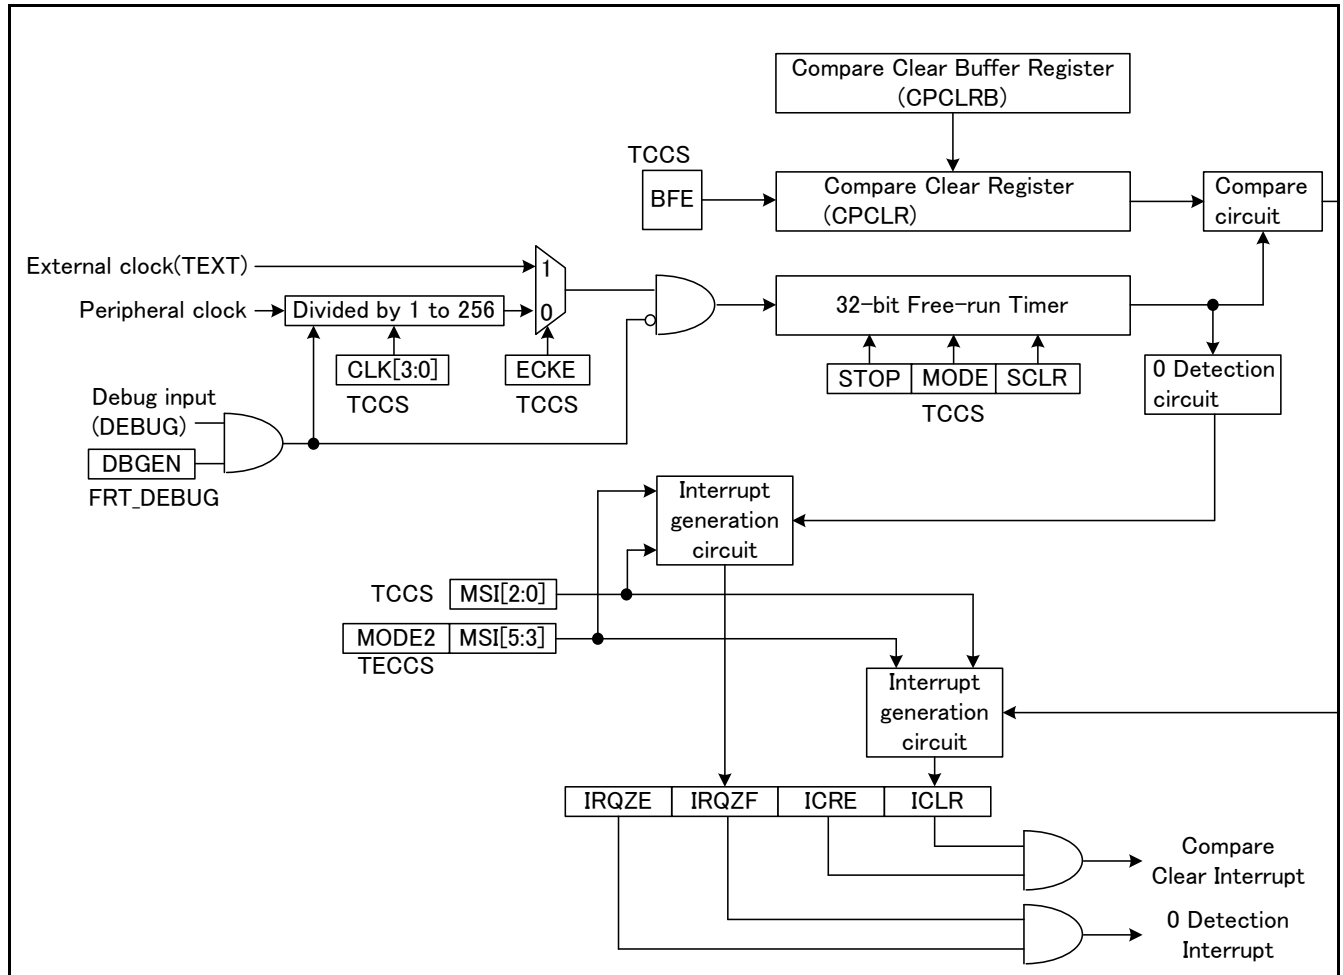 Compare Clear Buffer Register
(CPCLRB)
TCCS
BFE
Compare Clear Register
(CPCLR)
Compare
circuit
External clock(TEXT)
1
Peripheral clock
Divided by 1 to 256
0
32-bit Free-run Timer
CLK[3:0]
TCCS
ECKE
TCCS
STOP
MODE
SCLR
TCCS
0 Detection
circuit
Debug input
(DEBUG)
DBGEN
FRT_DEBUG
Interrupt
generation
circuit
TCCS
MSI[2:0]
MODE2
MSI[5:3]
TECCS
Interrupt
generation
circuit
IRQZE
IRQZF
ICRE
ICLR
Compare
Clear Interrupt
0 Detection
Interrupt